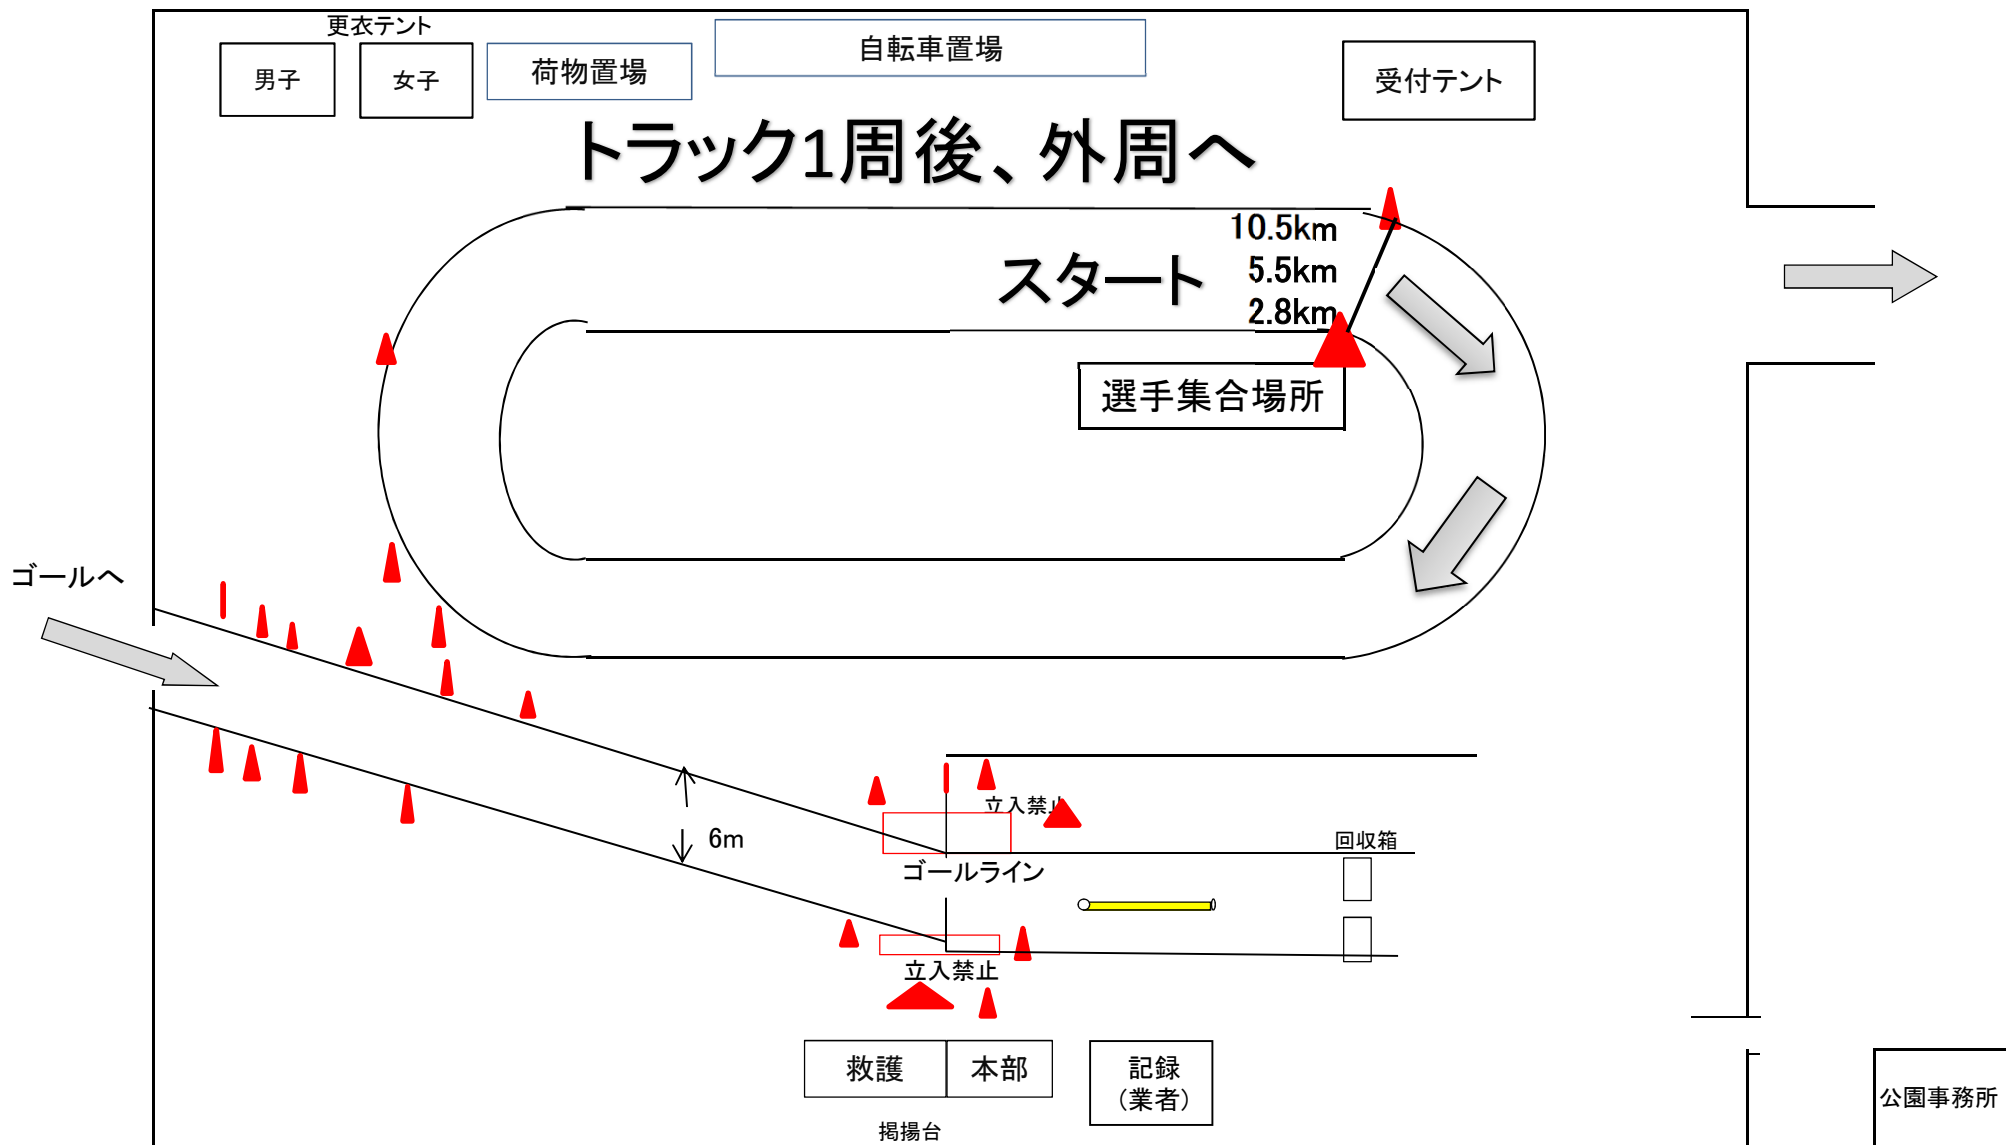 更衣テント
男子
女子
荷物置場
自転車置場
受付テント
トラック1周後、外周へ
10.5km
スタート
5.5km
2.8km
選手集合場所
ゴールへ
6m
立入禁止
回収箱
ゴールライン
立入禁止
救護
本部
記録
（業者）
掲揚台
公園事務所